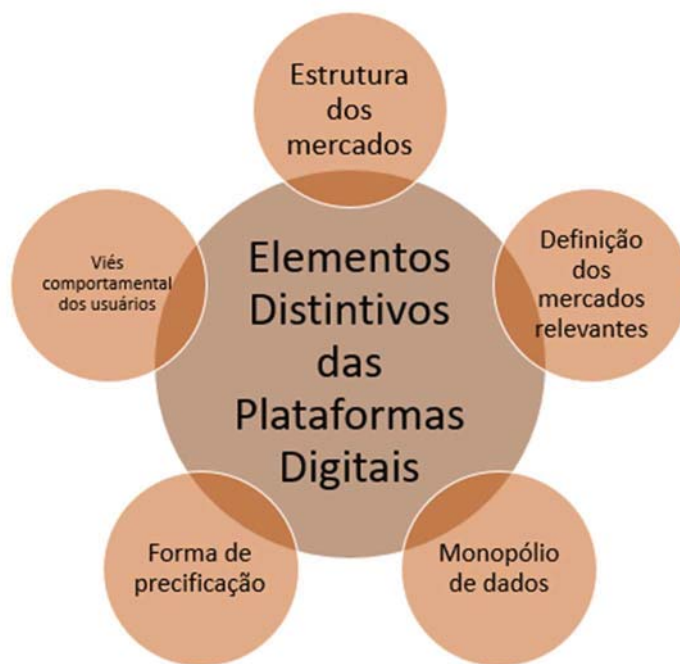 Estrutura
dos
mercados
Elementos
Distintivos
das
Plataformas
Digitais
Definição
dos
mercados
relevantes
Monopólio
de dados
Forma de
precificação
Viés
comportamental
dos usuários